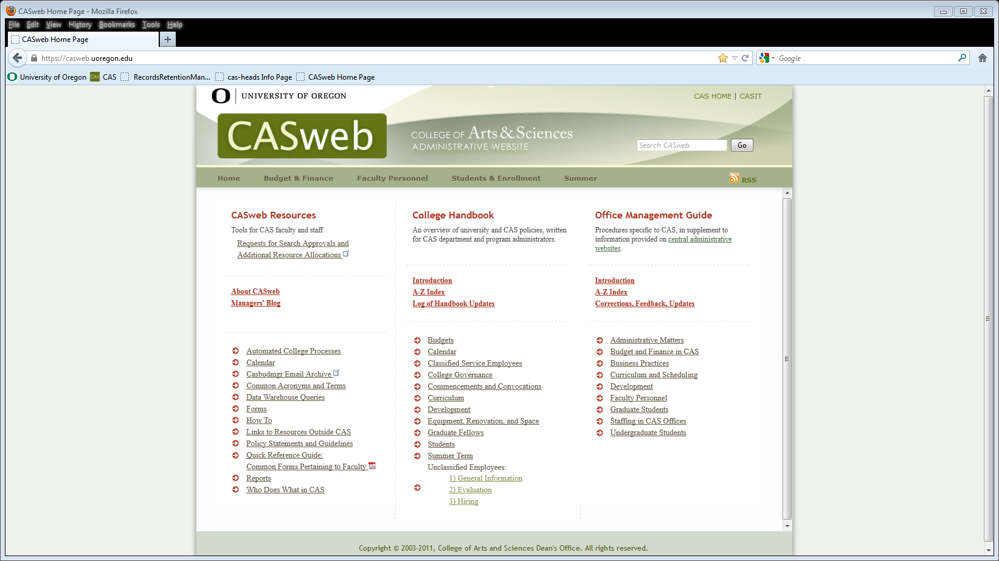 CASweb Home Page - Mozilla Firefox
File Edit View History Bookmarks Tools Help
CASweb Home Page
https://casweb.uoregon.edu
Google
University of Oregon CAS RecordsRetentionMan... cas-heads Info Page CASweb Home Page
O UNIVERSITY OF OREGON
CAS HOME | CASIT
CASweb
COLLEGE OF Arts & Sciences
ADMINISTRATIVE WEBSITE
Search CASweb Go
Home Budget & Finance Faculty Personnel Students & Enrollment Summer RSS
CASweb Resources
Tools for CAS faculty and staff
Requests for Search Approvals and
Additional Resource Allocations
About CASweb
Managers' Blog
Automated College Processes
Calendar
Casbudmgr Email Archive
Common Acronyms and Terms
Data Warehouse Queries
Forms
How To
Links to Resources Outside CAS
Policy Statements and Guidelines
Quick Reference Guide:
Common Forms Pertaining to Faculty
Reports
Who Does What in CAS
College Handbook
An overview of university and CAS policies, written
for CAS department and program administrators.
Introduction
A-Z Index
Log of Handbook Updates
Budgets
Calendar
Classified Service Employees
College Governance
Commencements and Convocations
Curriculum
Development
Equipment, Renovation, and Space
Graduate Fellows
Students
Summer Term
Unclassified Employees:
1) General Information
2) Evaluation
3) Hiring
Office Management Guide
Procedures specific to CAS, in supplement to
information provided on central administrative
websites.
Introduction
A-Z Index
Corrections, Feedback, Updates
Administrative Matters
Budget and Finance in CAS
Business Practices
Curriculum and Scheduling
Development
Faculty Personnel
Graduate Students
Staffing in CAS Offices
Undergraduate Students
Copyright © 2003-2011, College of Arts and Sciences Dean's Office. All rights reserved.